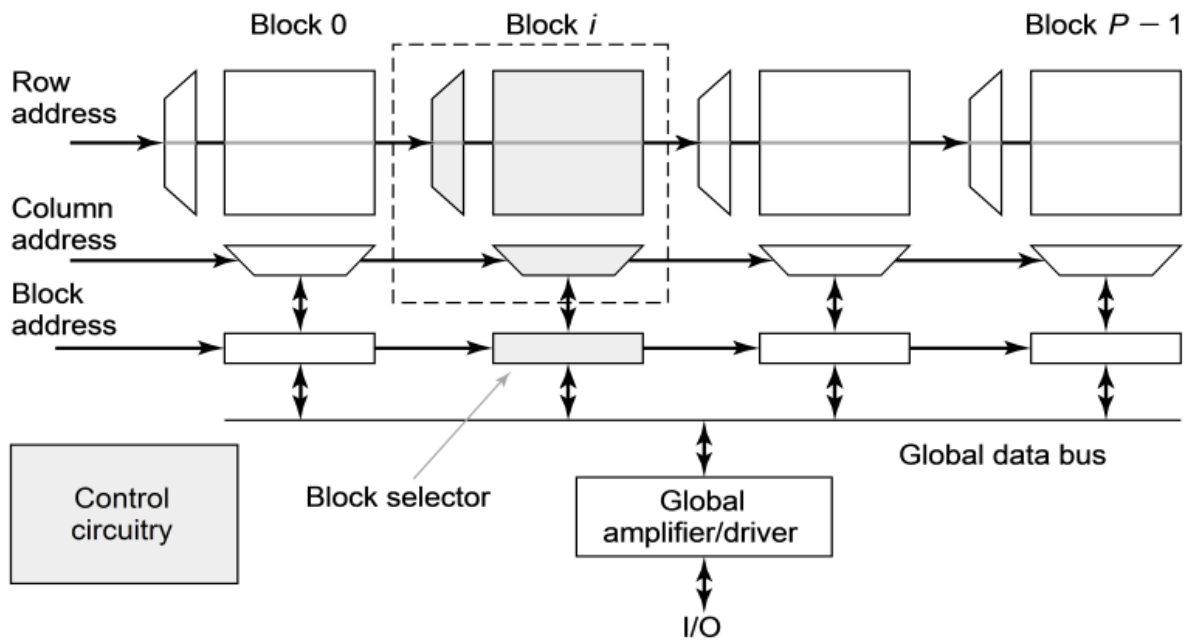 Block 0
Block i
Block P − 1
Row
address
Column
address
Block
address
Global data bus
Block selector
Control
circuitry
Global
amplifier/driver
I/O